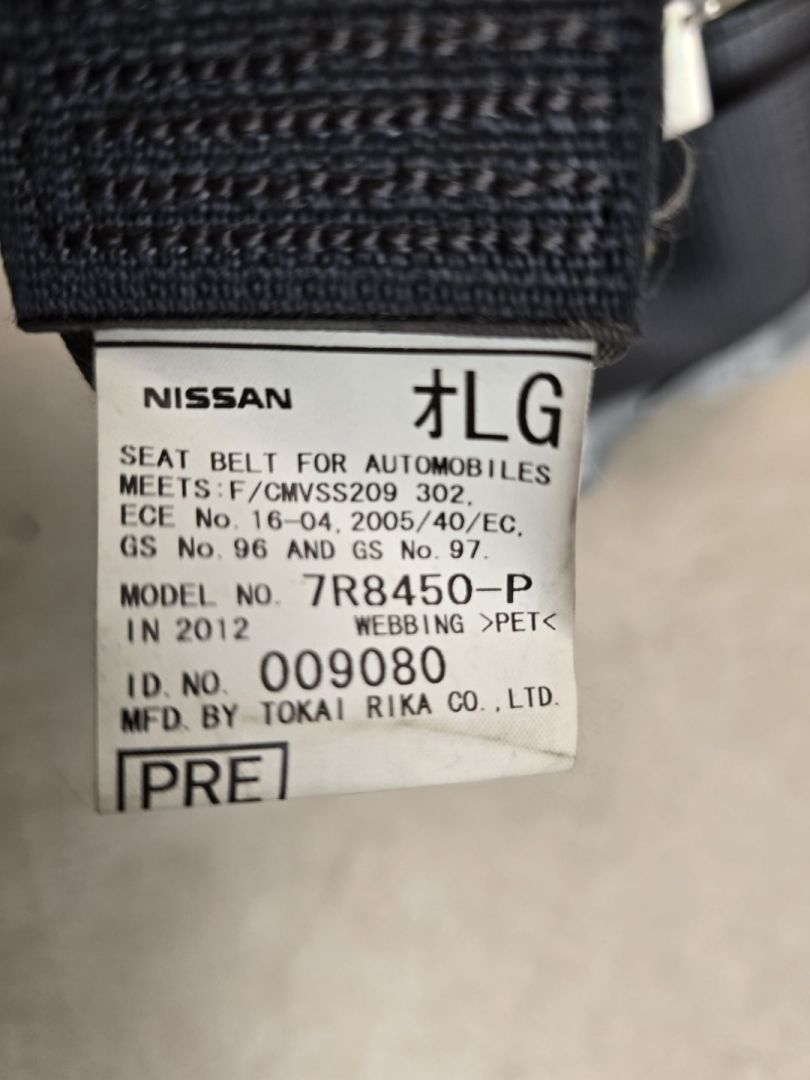 NISSAN オLG
SEAT BELT FOR AUTOMOBILES
MEETS:F/CMVSS209 302,
ECE No. 16-04, 2005/40/EC,
GS No. 96 AND GS No. 97.
MODEL NO. 7R8450-P
IN 2012 WEBBING >PET<
ID. NO. 009080
MFD. BY TOKAI RIKA CO.,LTD.
PRE